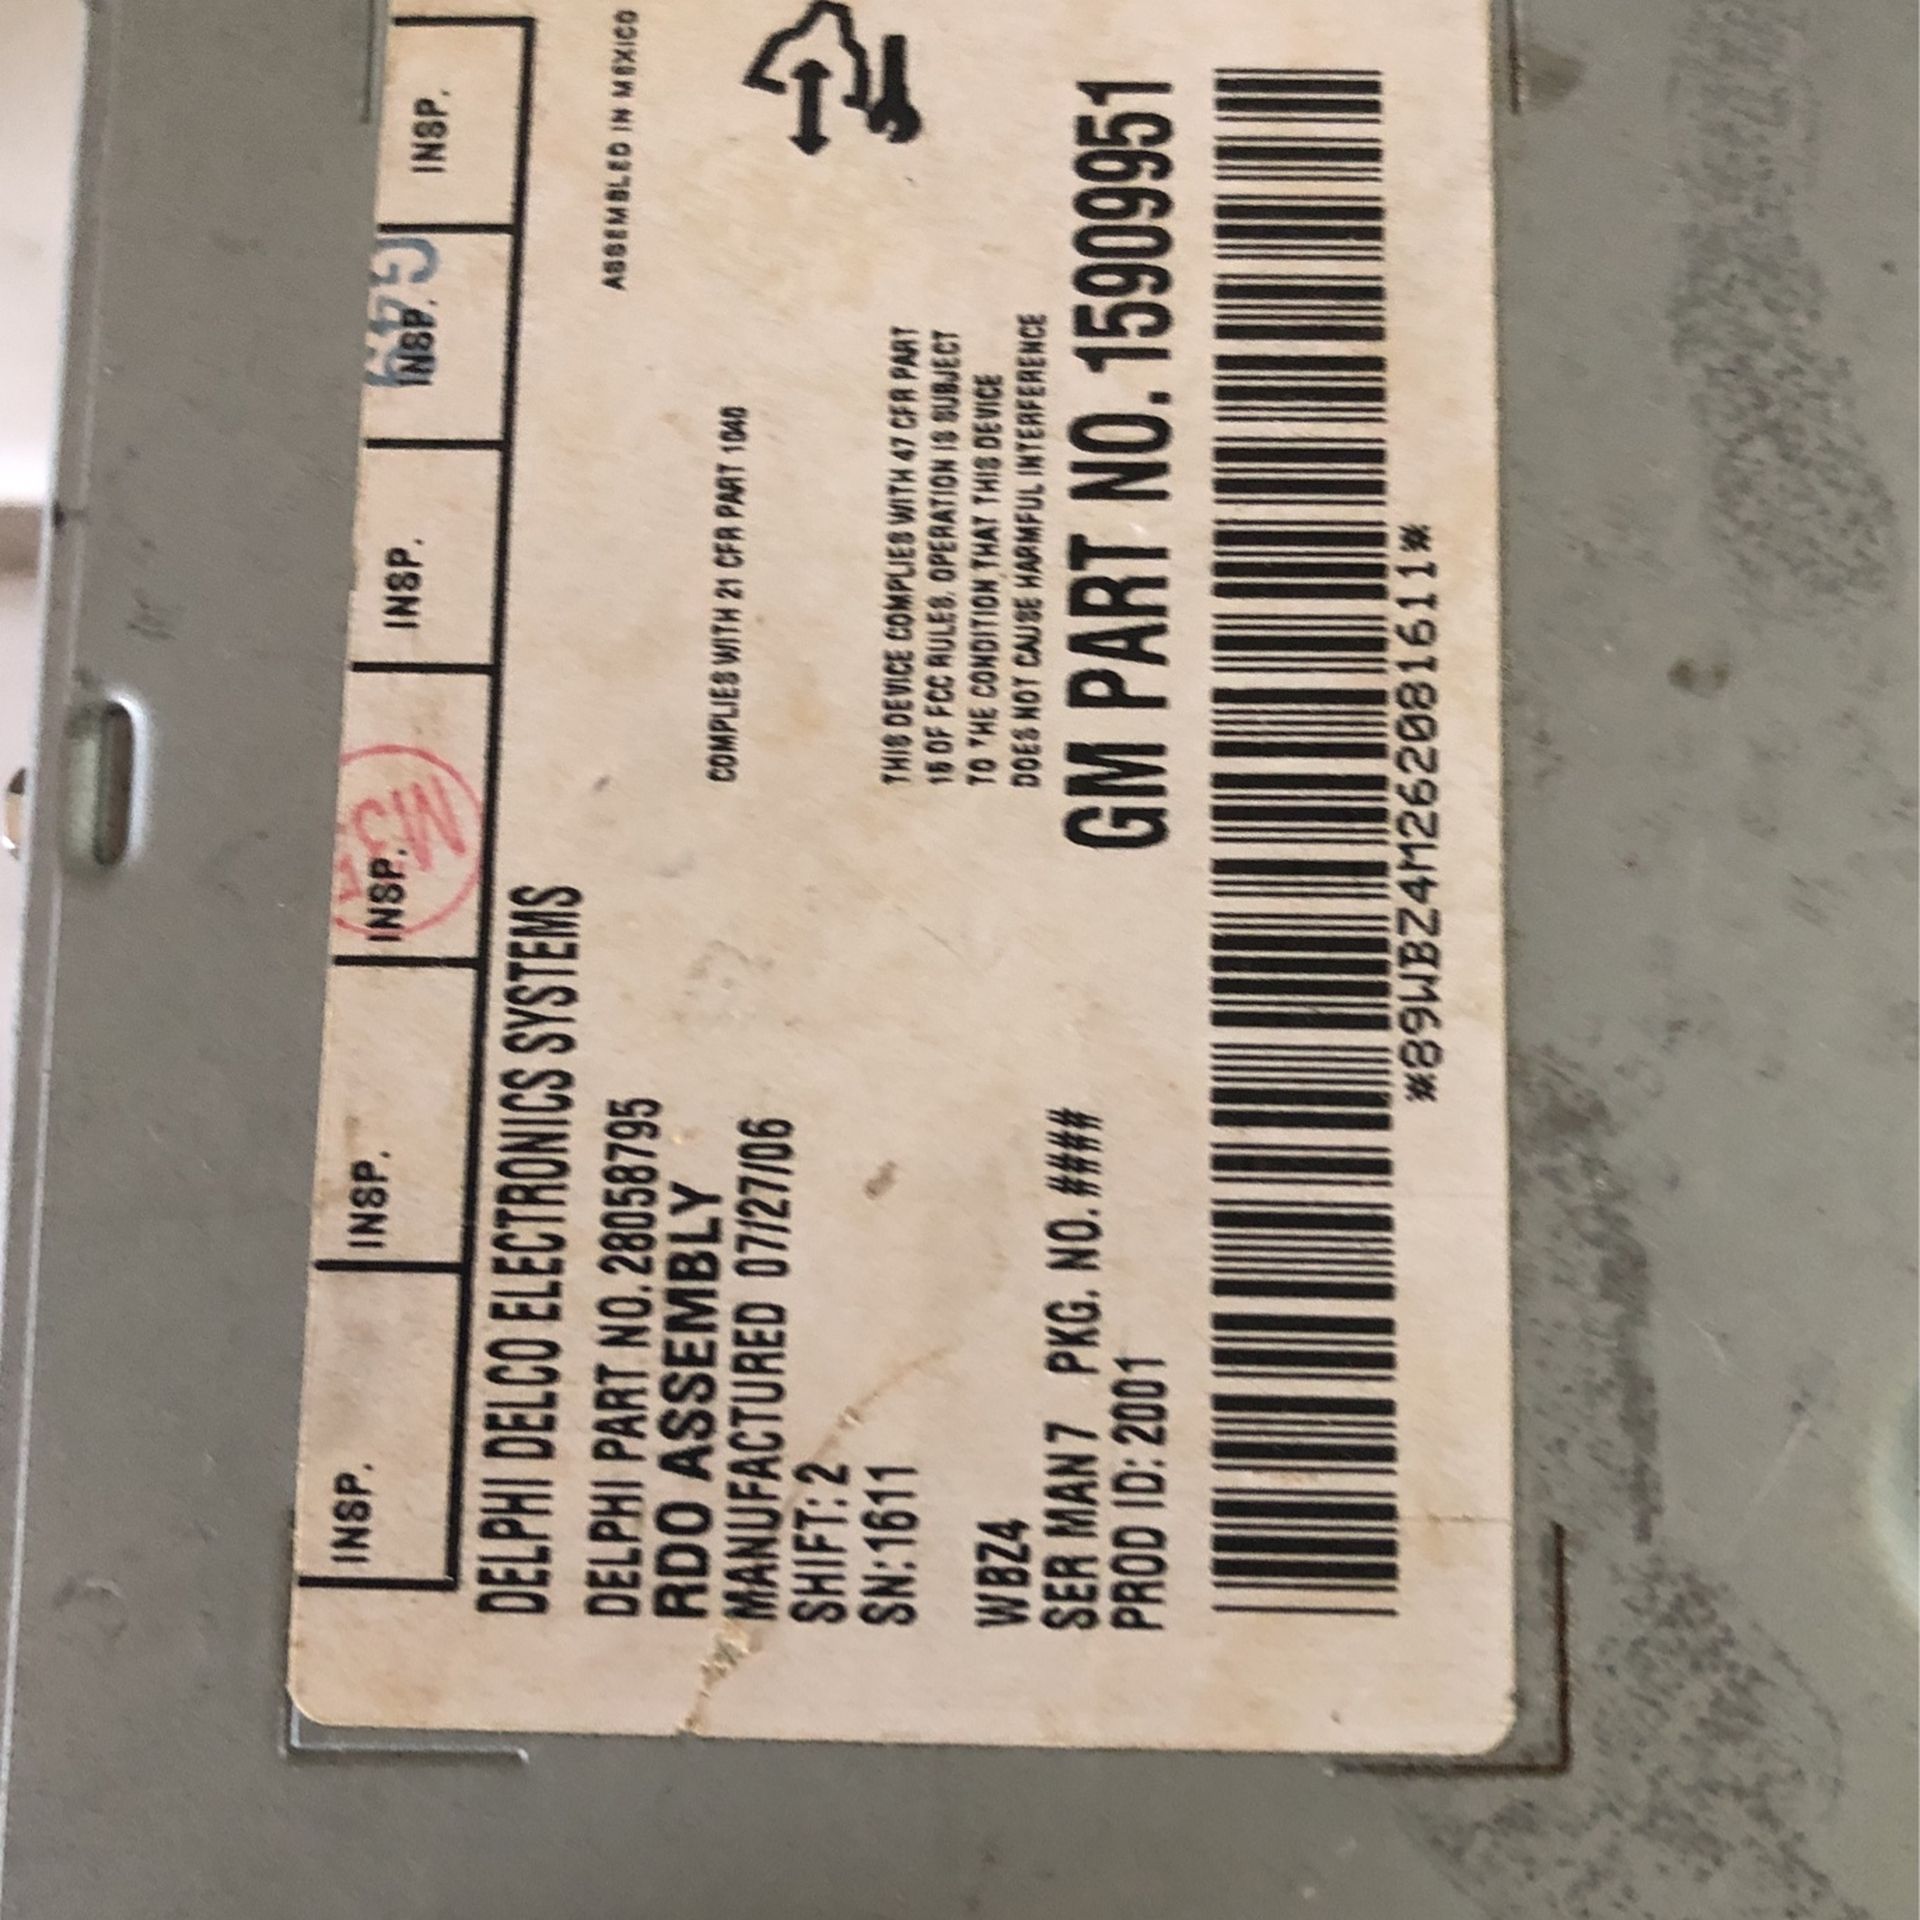 INSP. INSP. INSP. INSP. INSP. INSP.
DELPHI DELCO ELECTRONICS SYSTEMS
ASSEMBLED IN MEXICO
DELPHI PART NO. 28058795
RDO ASSEMBLY
MANUFACTURED 07/27/06
COMPLIES WITH 21 CFR PART 1040
SHIFT: 2
SN:1611
THIS DEVICE COMPLIES WITH 47 CFR PART
15 OF FCC RULES. OPERATION IS SUBJECT
TO THE CONDITION THAT THIS DEVICE
DOES NOT CAUSE HARMFUL INTERFERENCE
WBZ4
SER MAN 7 PKG. NO. ####
PROD ID: 2001
GM PART NO. 15909951
*89WBZ4M262081611*